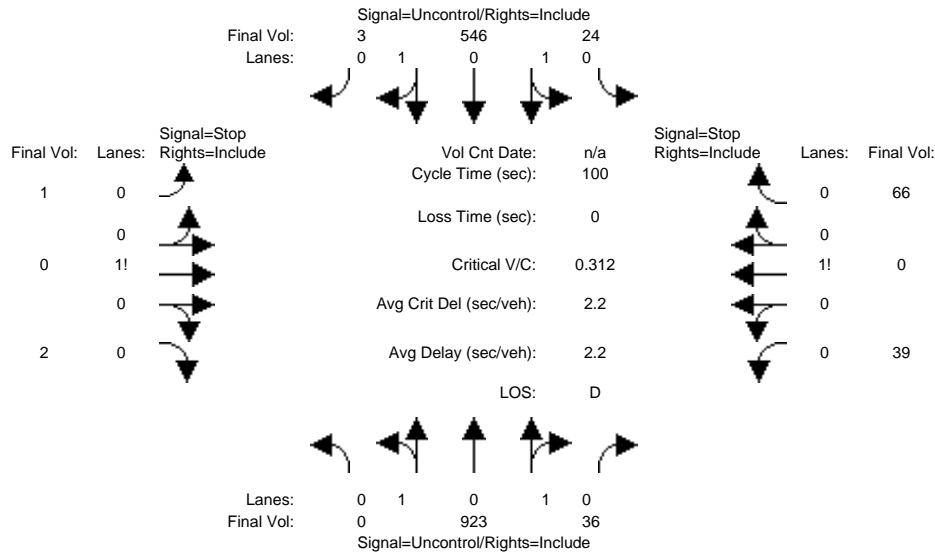 Signal=Uncontrol/Rights=Include
Final Vol: 3 546 24
Lanes: 0 1 0 1 0
Signal=Stop Signal=Stop
Final Vol: Lanes: Rights=Include Vol Cnt Date: n/a Rights=Include Lanes: Final Vol:
Cycle Time (sec): 100
1 0 0 66
Loss Time (sec): 0
0 0
0 1! Critical V/C: 0.312 1! 0
0 Avg Crit Del (sec/veh): 2.2 0
2 0 Avg Delay (sec/veh): 2.2 0 39
LOS: D
Lanes: 0 1 0 1 0
Final Vol: 0 923 36
Signal=Uncontrol/Rights=Include